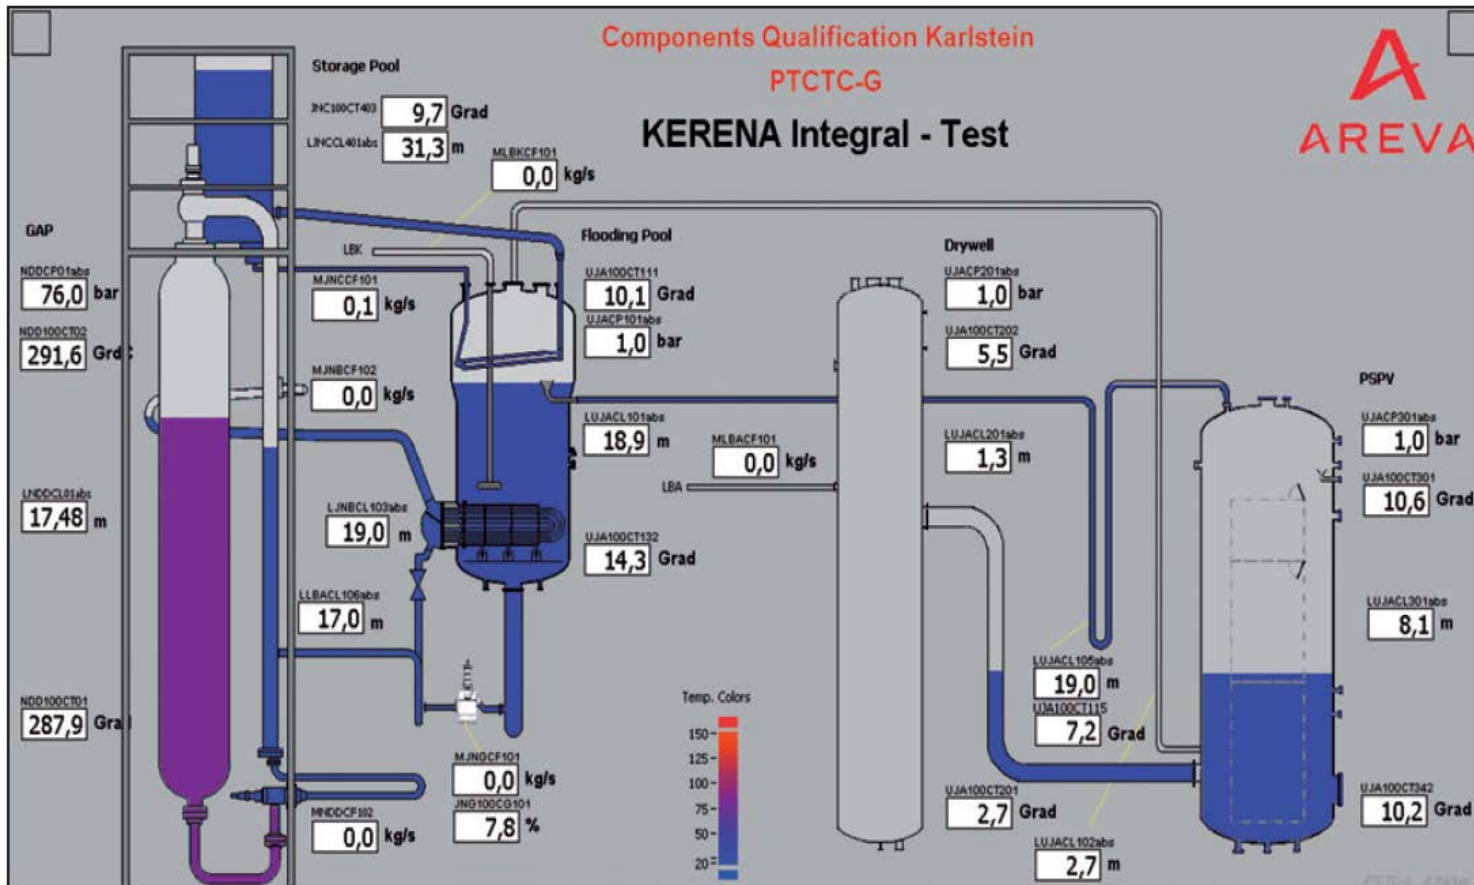 Components Qualification Karlstein
PTCTC-G
KERENA Integral - Test
AREVA
Storage Pool
JNC100CT403 9,7 Grad
LJNCCL401abs 31,3 m
MLBKCF101
0,0 kg/s
LBK
GAP
NDDCP01abs
76,0 bar
NDD100CT02
291,6
LNDDCL01abs
17,48 m
NDD100CT01
287,9
MJNCCF101
0,1 kg/s
MJNBCF102
0,0 kg/s
LJNBCL103abs
19,0 m
LLBACL106abs
17,0 m
MNDDCF102
0,0 kg/s
MJNGCF101
0,0 kg/s
JNG100CG101
7,8 %
Flooding Pool
UJA100CT111
10,1 Grad
UJACP101abs
1,0 bar
LUJACL101abs
18,9 m
UJA100CT132
14,3 Grad
MLBACF101
0,0 kg/s
LBA
Temp. Colors
150
125
100
75
50
20
Drywell
UJACP201abs
1,0 bar
UJA100CT202
5,5 Grad
LUJACL201abs
1,3 m
LUJACL105abs
19,0 m
UJA100CT115
7,2 Grad
UJA100CT201
2,7 Grad
LUJACL102abs
2,7 m
PSPV
UJACP301abs
1,0 bar
UJA100CT301
10,6 Grad
LUJACL301abs
8,1 m
UJA100CT342
10,2 Grad